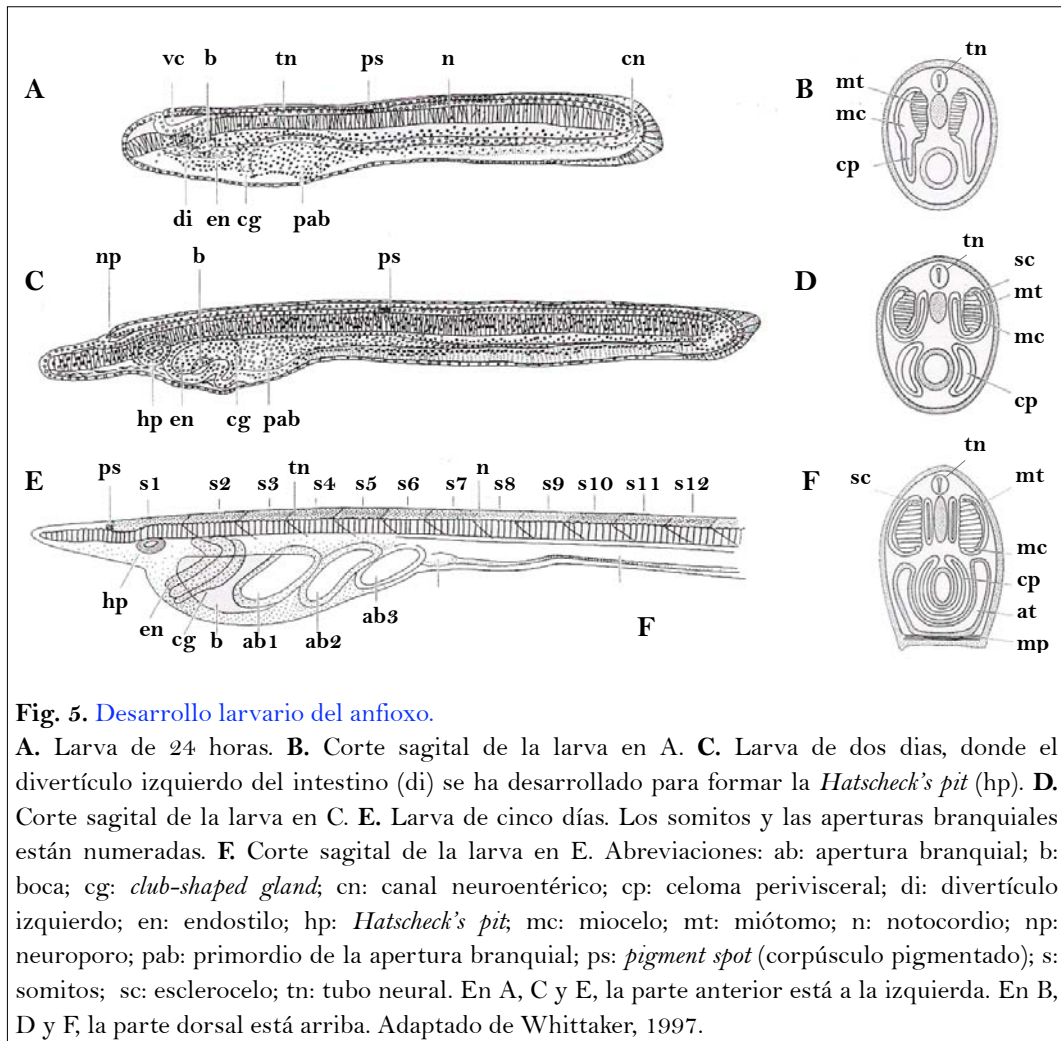 vc b tn ps n cn
A
di en cg pab
tn
B
mt
mc
cp
np b ps
C
hp en cg pab
tn
D
sc
mt
mc
cp
ps
E
s1 s2 s3 tn s4 s5 s6 s7 n s8 s9 s10 s11 s12
hp
en
cg b ab1 ab2 ab3
F
tn
F
sc
mt
mc
cp
at
mp
Fig. 5. Desarrollo larvario del anfioxo.
A. Larva de 24 horas. B. Corte sagital de la larva en A. C. Larva de dos dias, donde el
divertículo izquierdo del intestino (di) se ha desarrollado para formar la Hatscheck's pit (hp). D.
Corte sagital de la larva en C. E. Larva de cinco días. Los somitos y las aperturas branquiales
están numeradas. F. Corte sagital de la larva en E. Abreviaciones: ab: apertura branquial; b:
boca; cg: club-shaped gland; cn: canal neuroentérico; cp: celoma perivisceral; di: divertículo
izquierdo; en: endostilo; hp: Hatscheck's pit; mc: miocelo; mt: miótomo; n: notocordio; np:
neuroporo; pab: primordio de la apertura branquial; ps: pigment spot (corpúsculo pigmentado); s:
somitos; sc: esclerocelo; tn: tubo neural. En A, C y E, la parte anterior está a la izquierda. En B,
D y F, la parte dorsal está arriba. Adaptado de Whittaker, 1997.